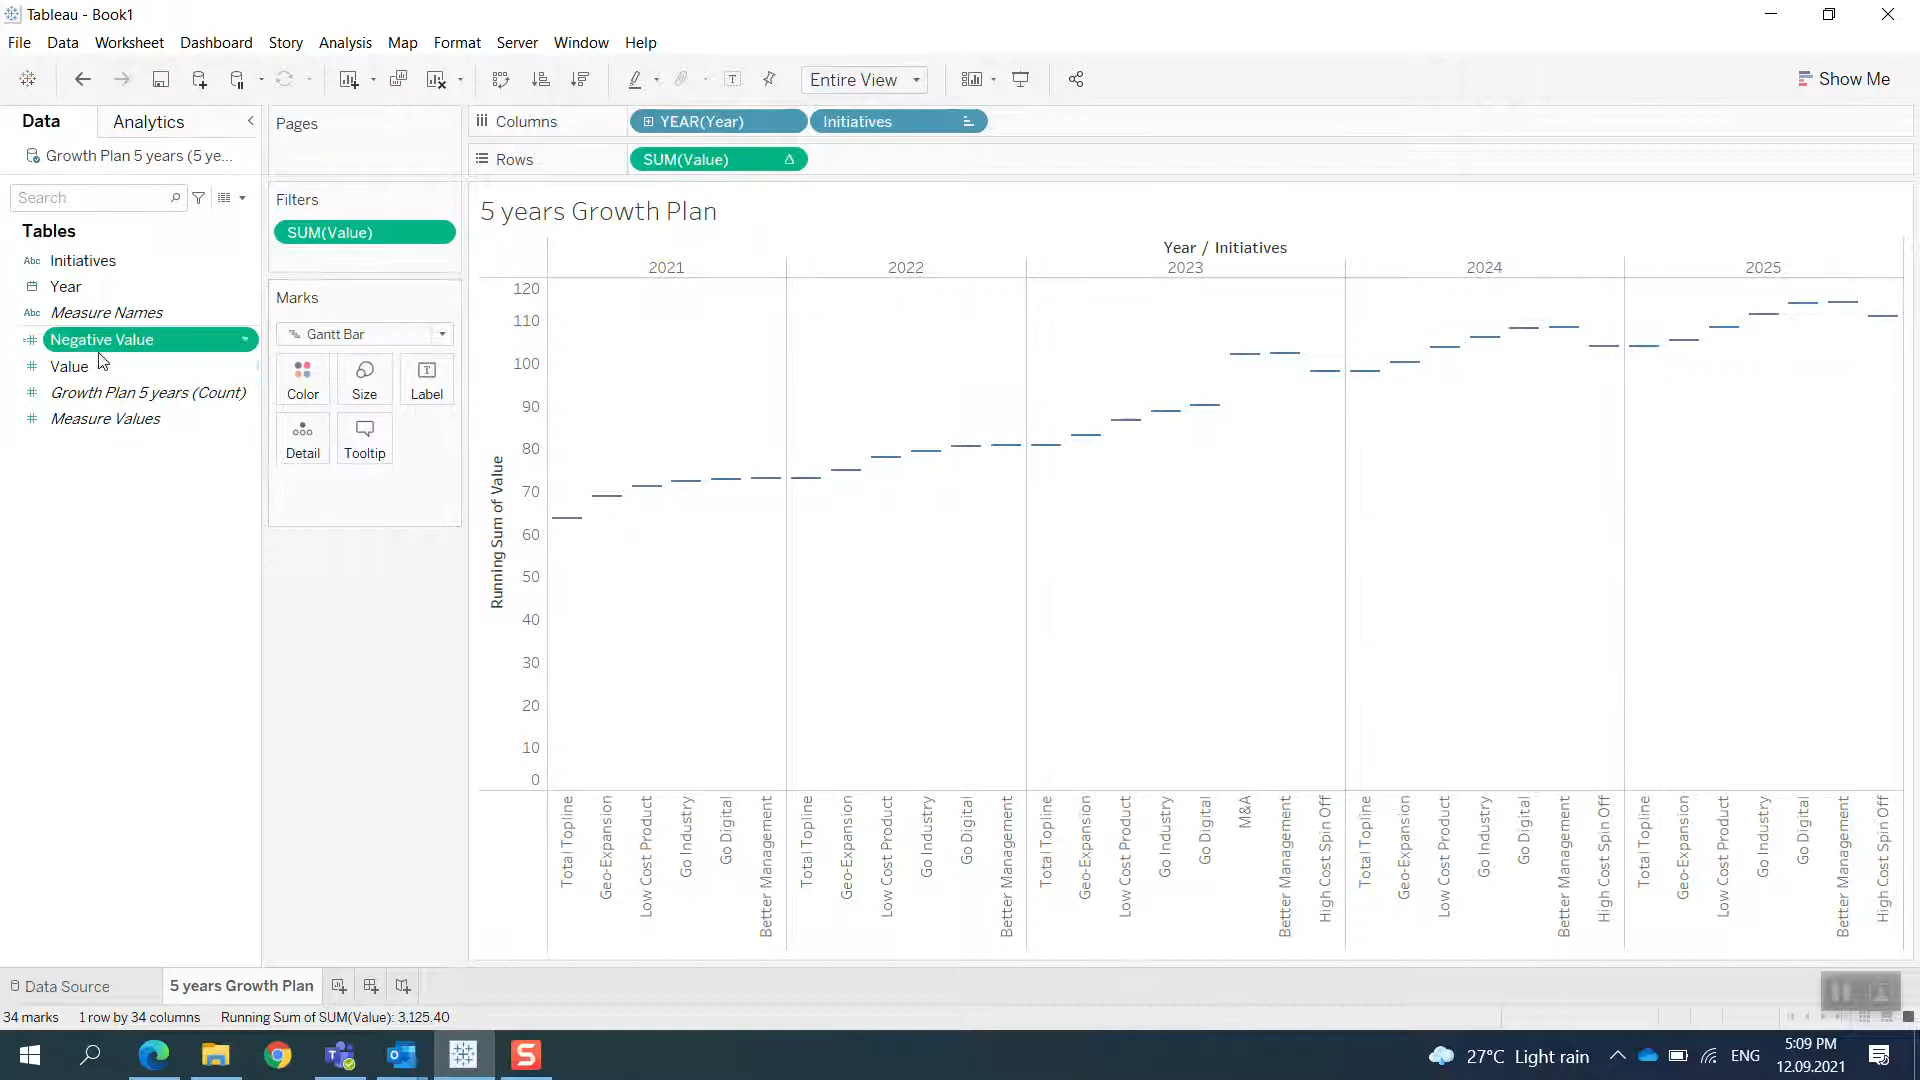 Tableau - Book1
File Data Worksheet Dashboard Story Analysis Map Format Server Window Help
Entire View
Show Me
Data Analytics
Pages
Columns
YEAR(Year)
Initiatives
Growth Plan 5 years (5 ye...
Rows
SUM(Value)
Search
Filters
SUM(Value)
5 years Growth Plan
Tables
Abc Initiatives
Year
Abc Measure Names
Negative Value
Value
Growth Plan 5 years (Count)
Measure Values
Marks
Gantt Bar
Color Size Label
Detail Tooltip
Year / Initiatives
2021 2022 2023 2024 2025
Running Sum of Value
120
110
100
90
80
70
60
50
40
30
20
10
0
Total Topline
Geo-Expansion
Low Cost Product
Go Industry
Go Digital
Better Management
Total Topline
Geo-Expansion
Low Cost Product
Go Industry
Go Digital
Better Management
Total Topline
Geo-Expansion
Low Cost Product
Go Industry
Go Digital
M&A
Better Management
High Cost Spin Off
Total Topline
Geo-Expansion
Low Cost Product
Go Industry
Go Digital
Better Management
High Cost Spin Off
Total Topline
Geo-Expansion
Low Cost Product
Go Industry
Go Digital
Better Management
High Cost Spin Off
Data Source
5 years Growth Plan
34 marks 1 row by 34 columns Running Sum of SUM(Value): 3,125.40
27°C Light rain
ENG
5:09 PM
12.09.2021